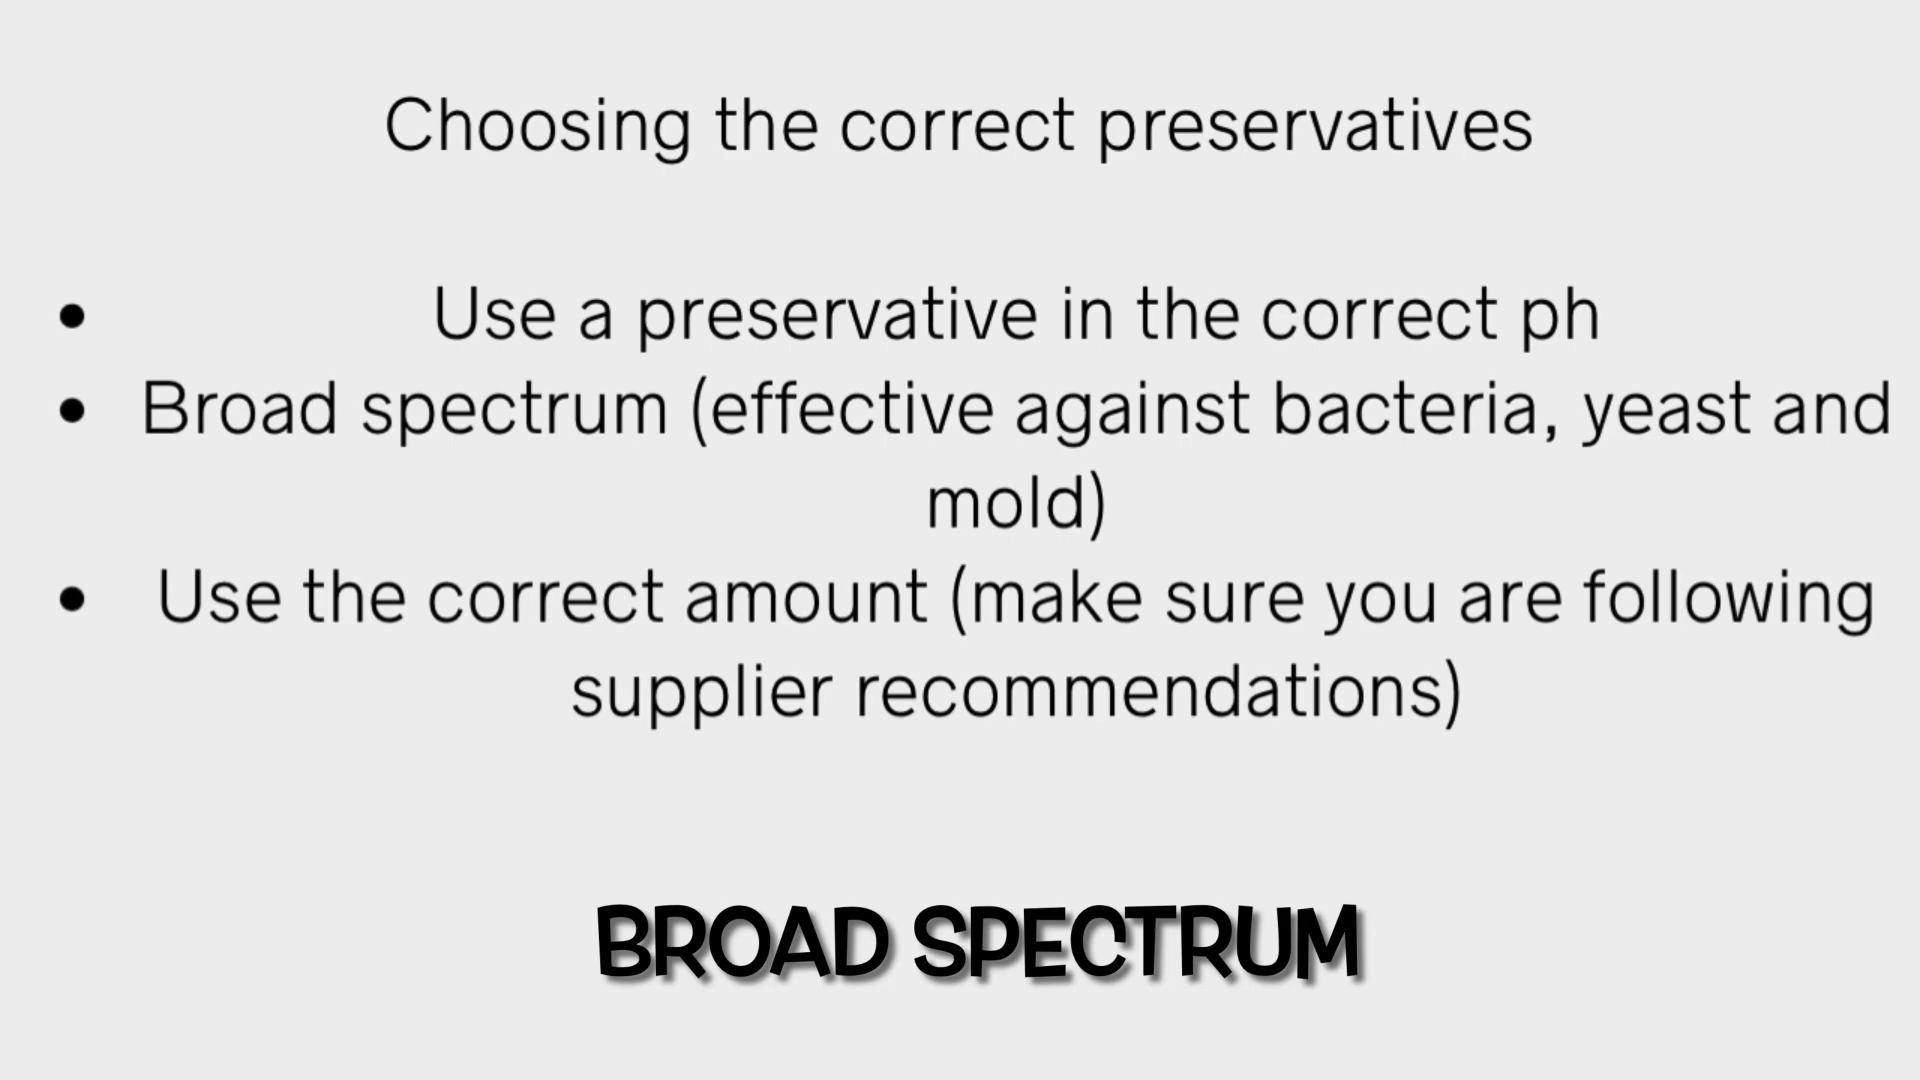 Choosing the correct preservatives
• Use a preservative in the correct ph
• Broad spectrum (effective against bacteria, yeast and
mold)
• Use the correct amount (make sure you are following
supplier recommendations)
BROAD SPECTRUM